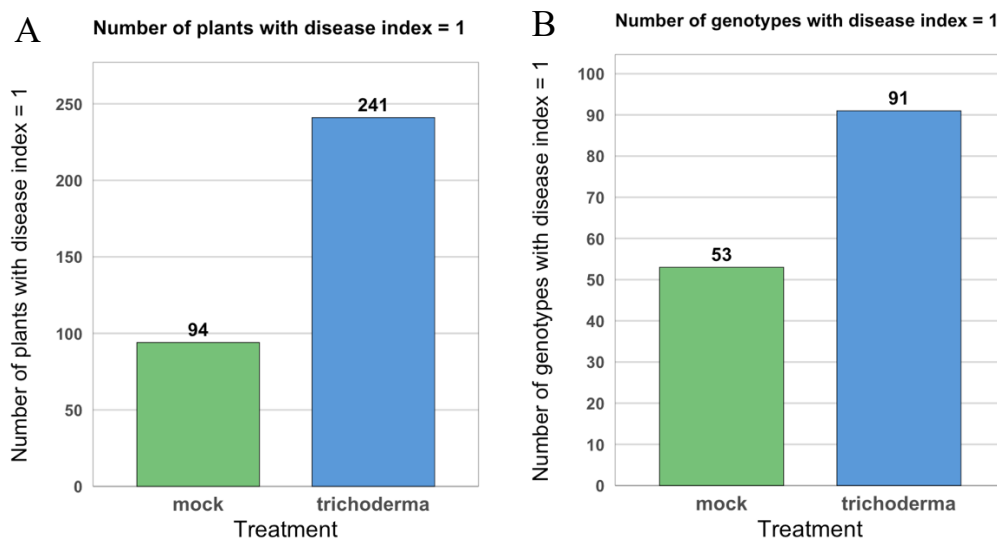 A
Number of plants with disease index = 1
Number of plants with disease index = 1
250
200
150
100
50
0
94
241
mock
trichoderma
Treatment
B
Number of genotypes with disease index = 1
Number of genotypes with disease index = 1
100
90
80
70
60
50
40
30
20
10
0
53
91
mock
trichoderma
Treatment